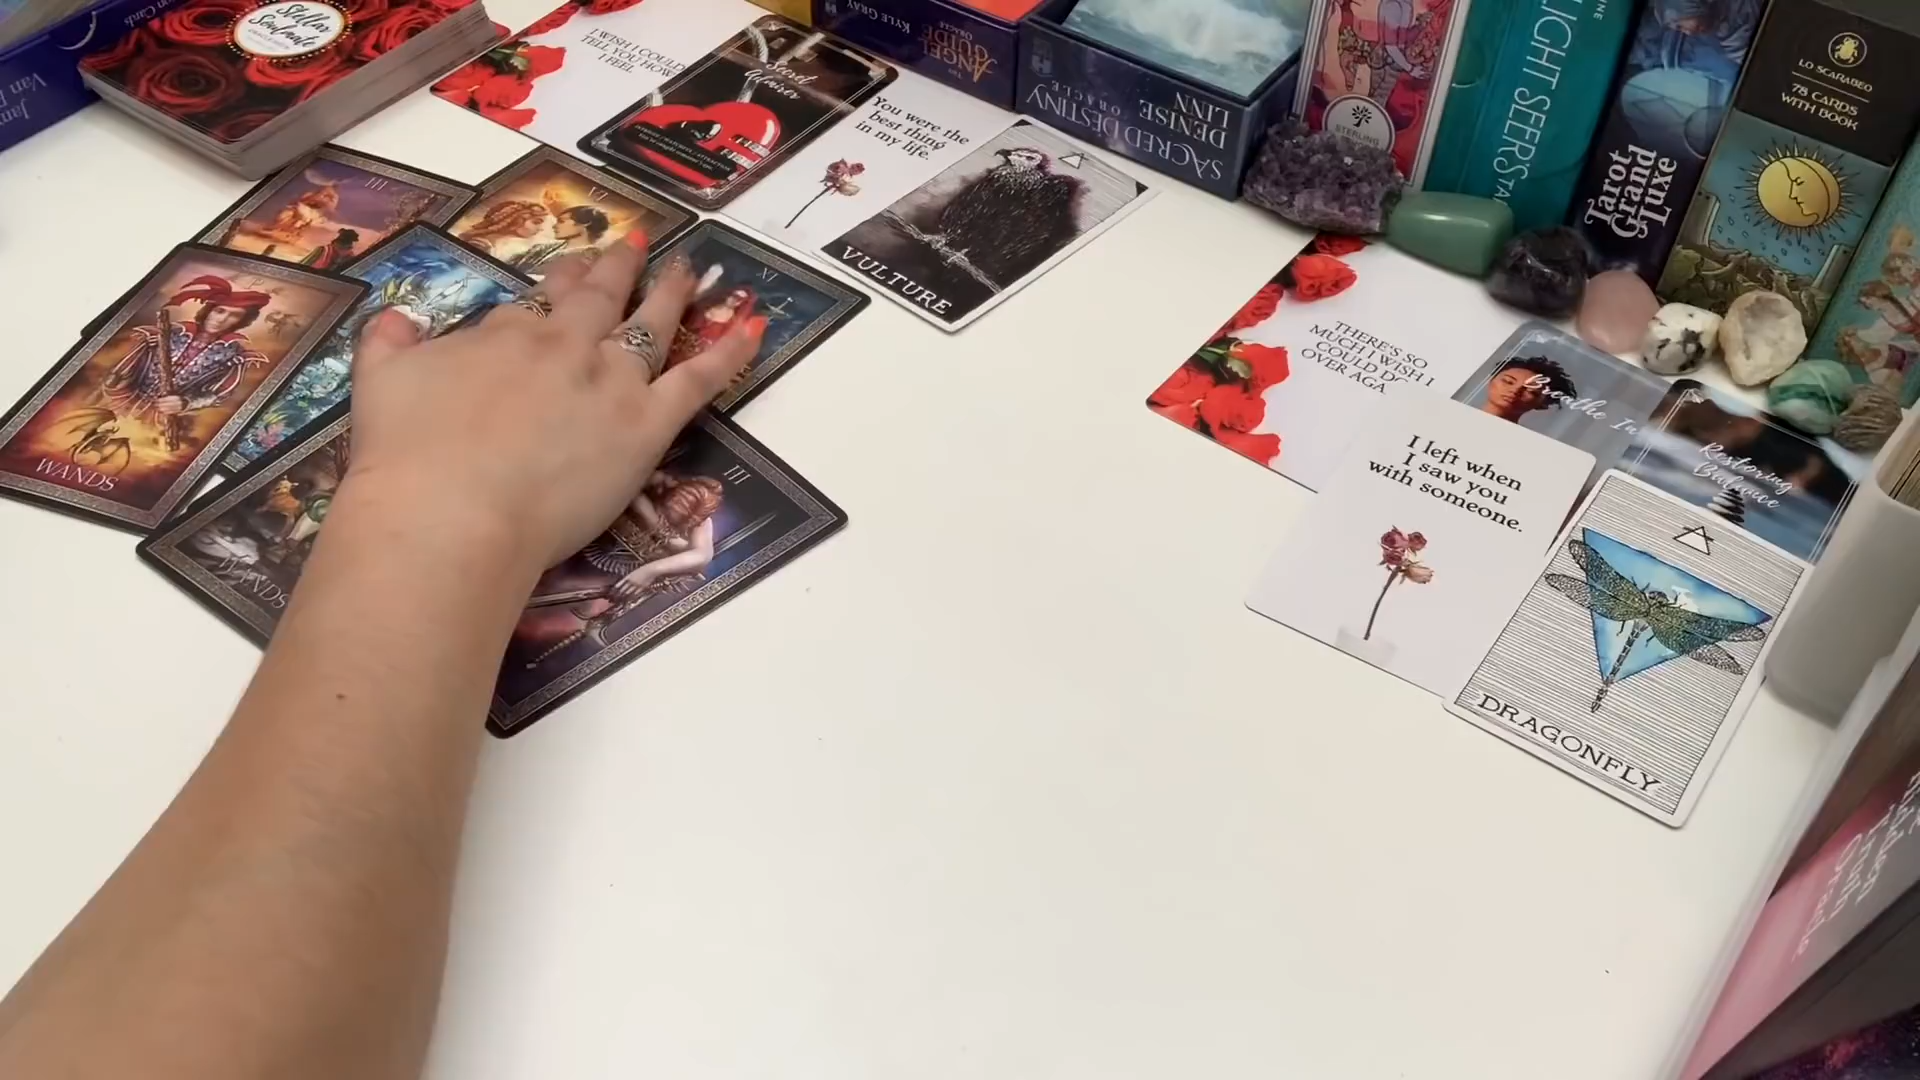 Stellar
Soulmate
I WISH I COULD
TELL YOU HOW
I FEEL
Secret
Admirer
You were the
best thing
in my life.
VULTURE
KYLE GRAY
THE
ANGEL
GUIDE
ORACLE
SACRED DESTINY
ORACLE
DENISE
LINN
STERLING
LIGHT SEER'S
Tarot
Grand
Luxe
LO SCARABEO
78 CARDS
WITH BOOK
III
VI
XI
WANDS
WANDS
III
THERE'S SO
MUCH I WISH I
COULD DO
OVER AGA
Breathe In
Restoring
Balance
I left when
I saw you
with someone.
DRAGONFLY